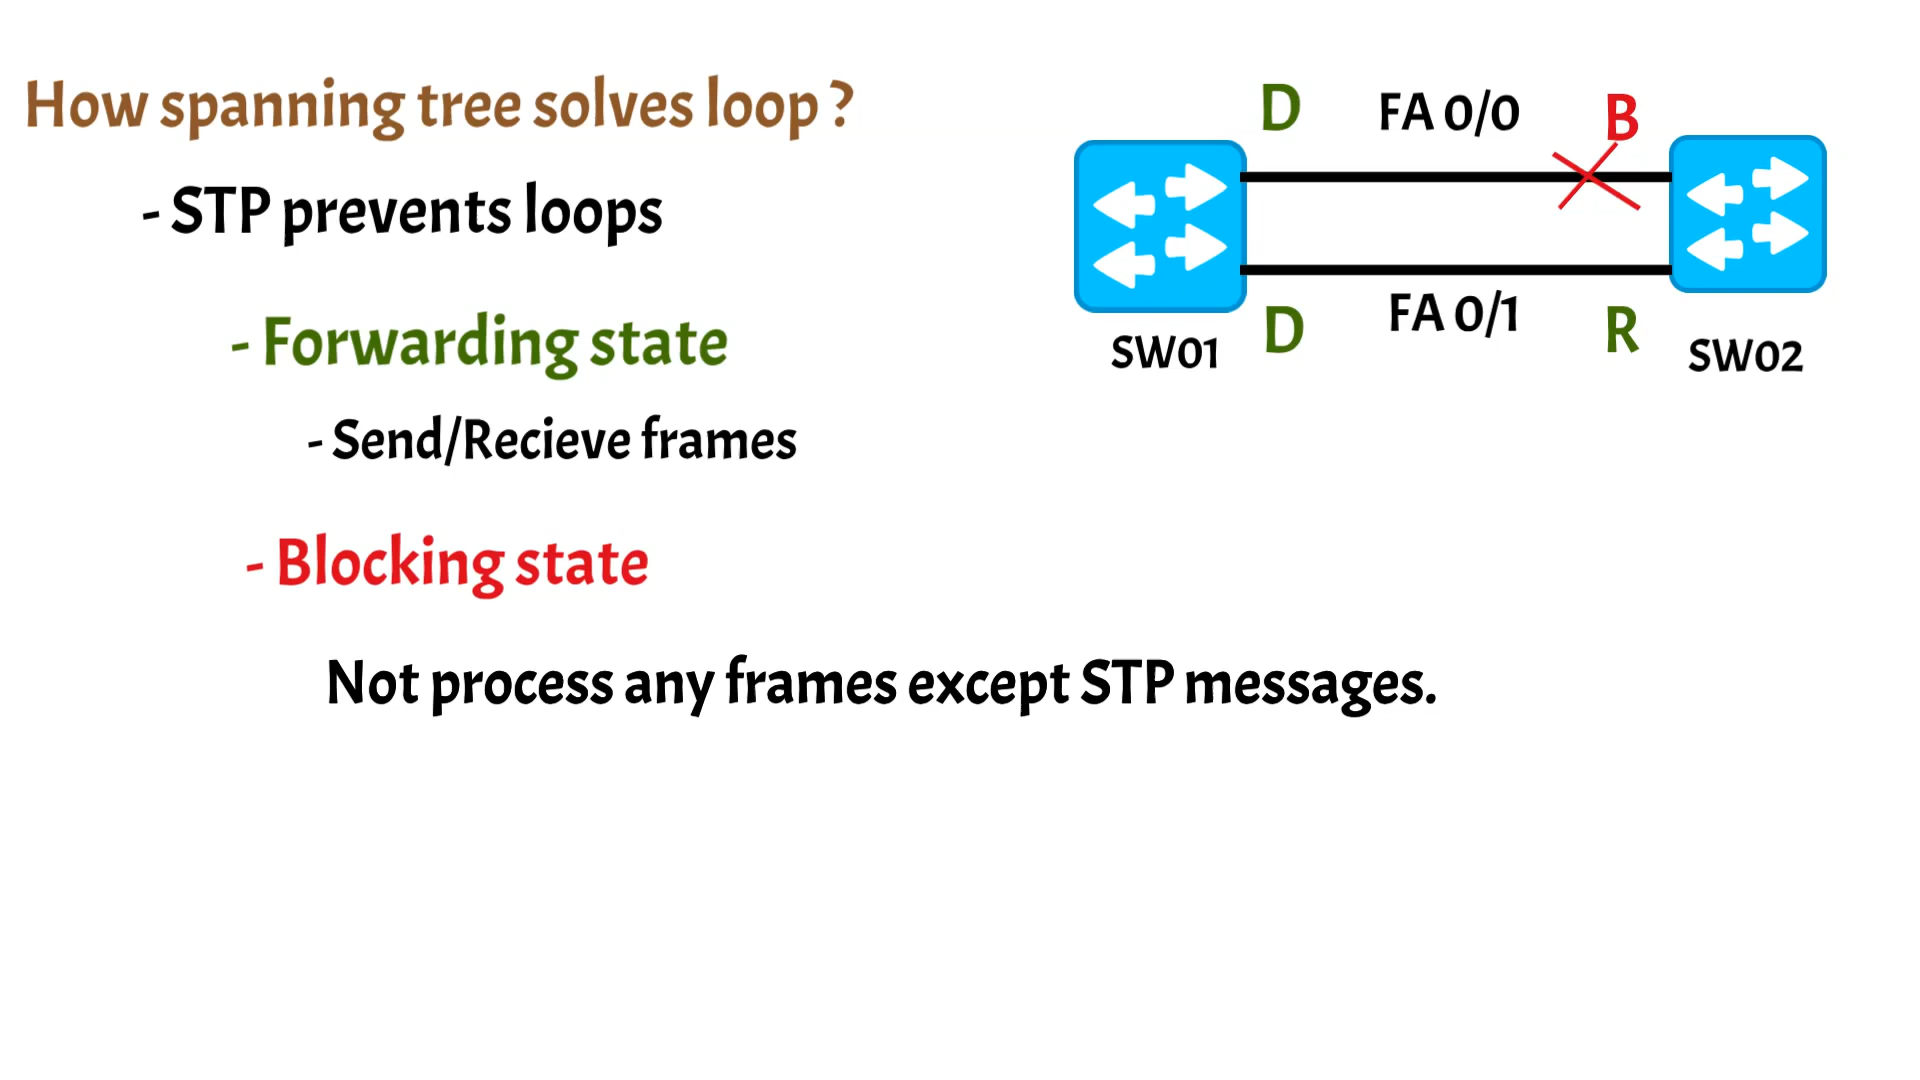 How spanning tree solves loop ?
- STP prevents loops
- Forwarding state
- Send/Recieve frames
- Blocking state
Not process any frames except STP messages.
D FA 0/0 B
D FA 0/1 R
SW01 SW02